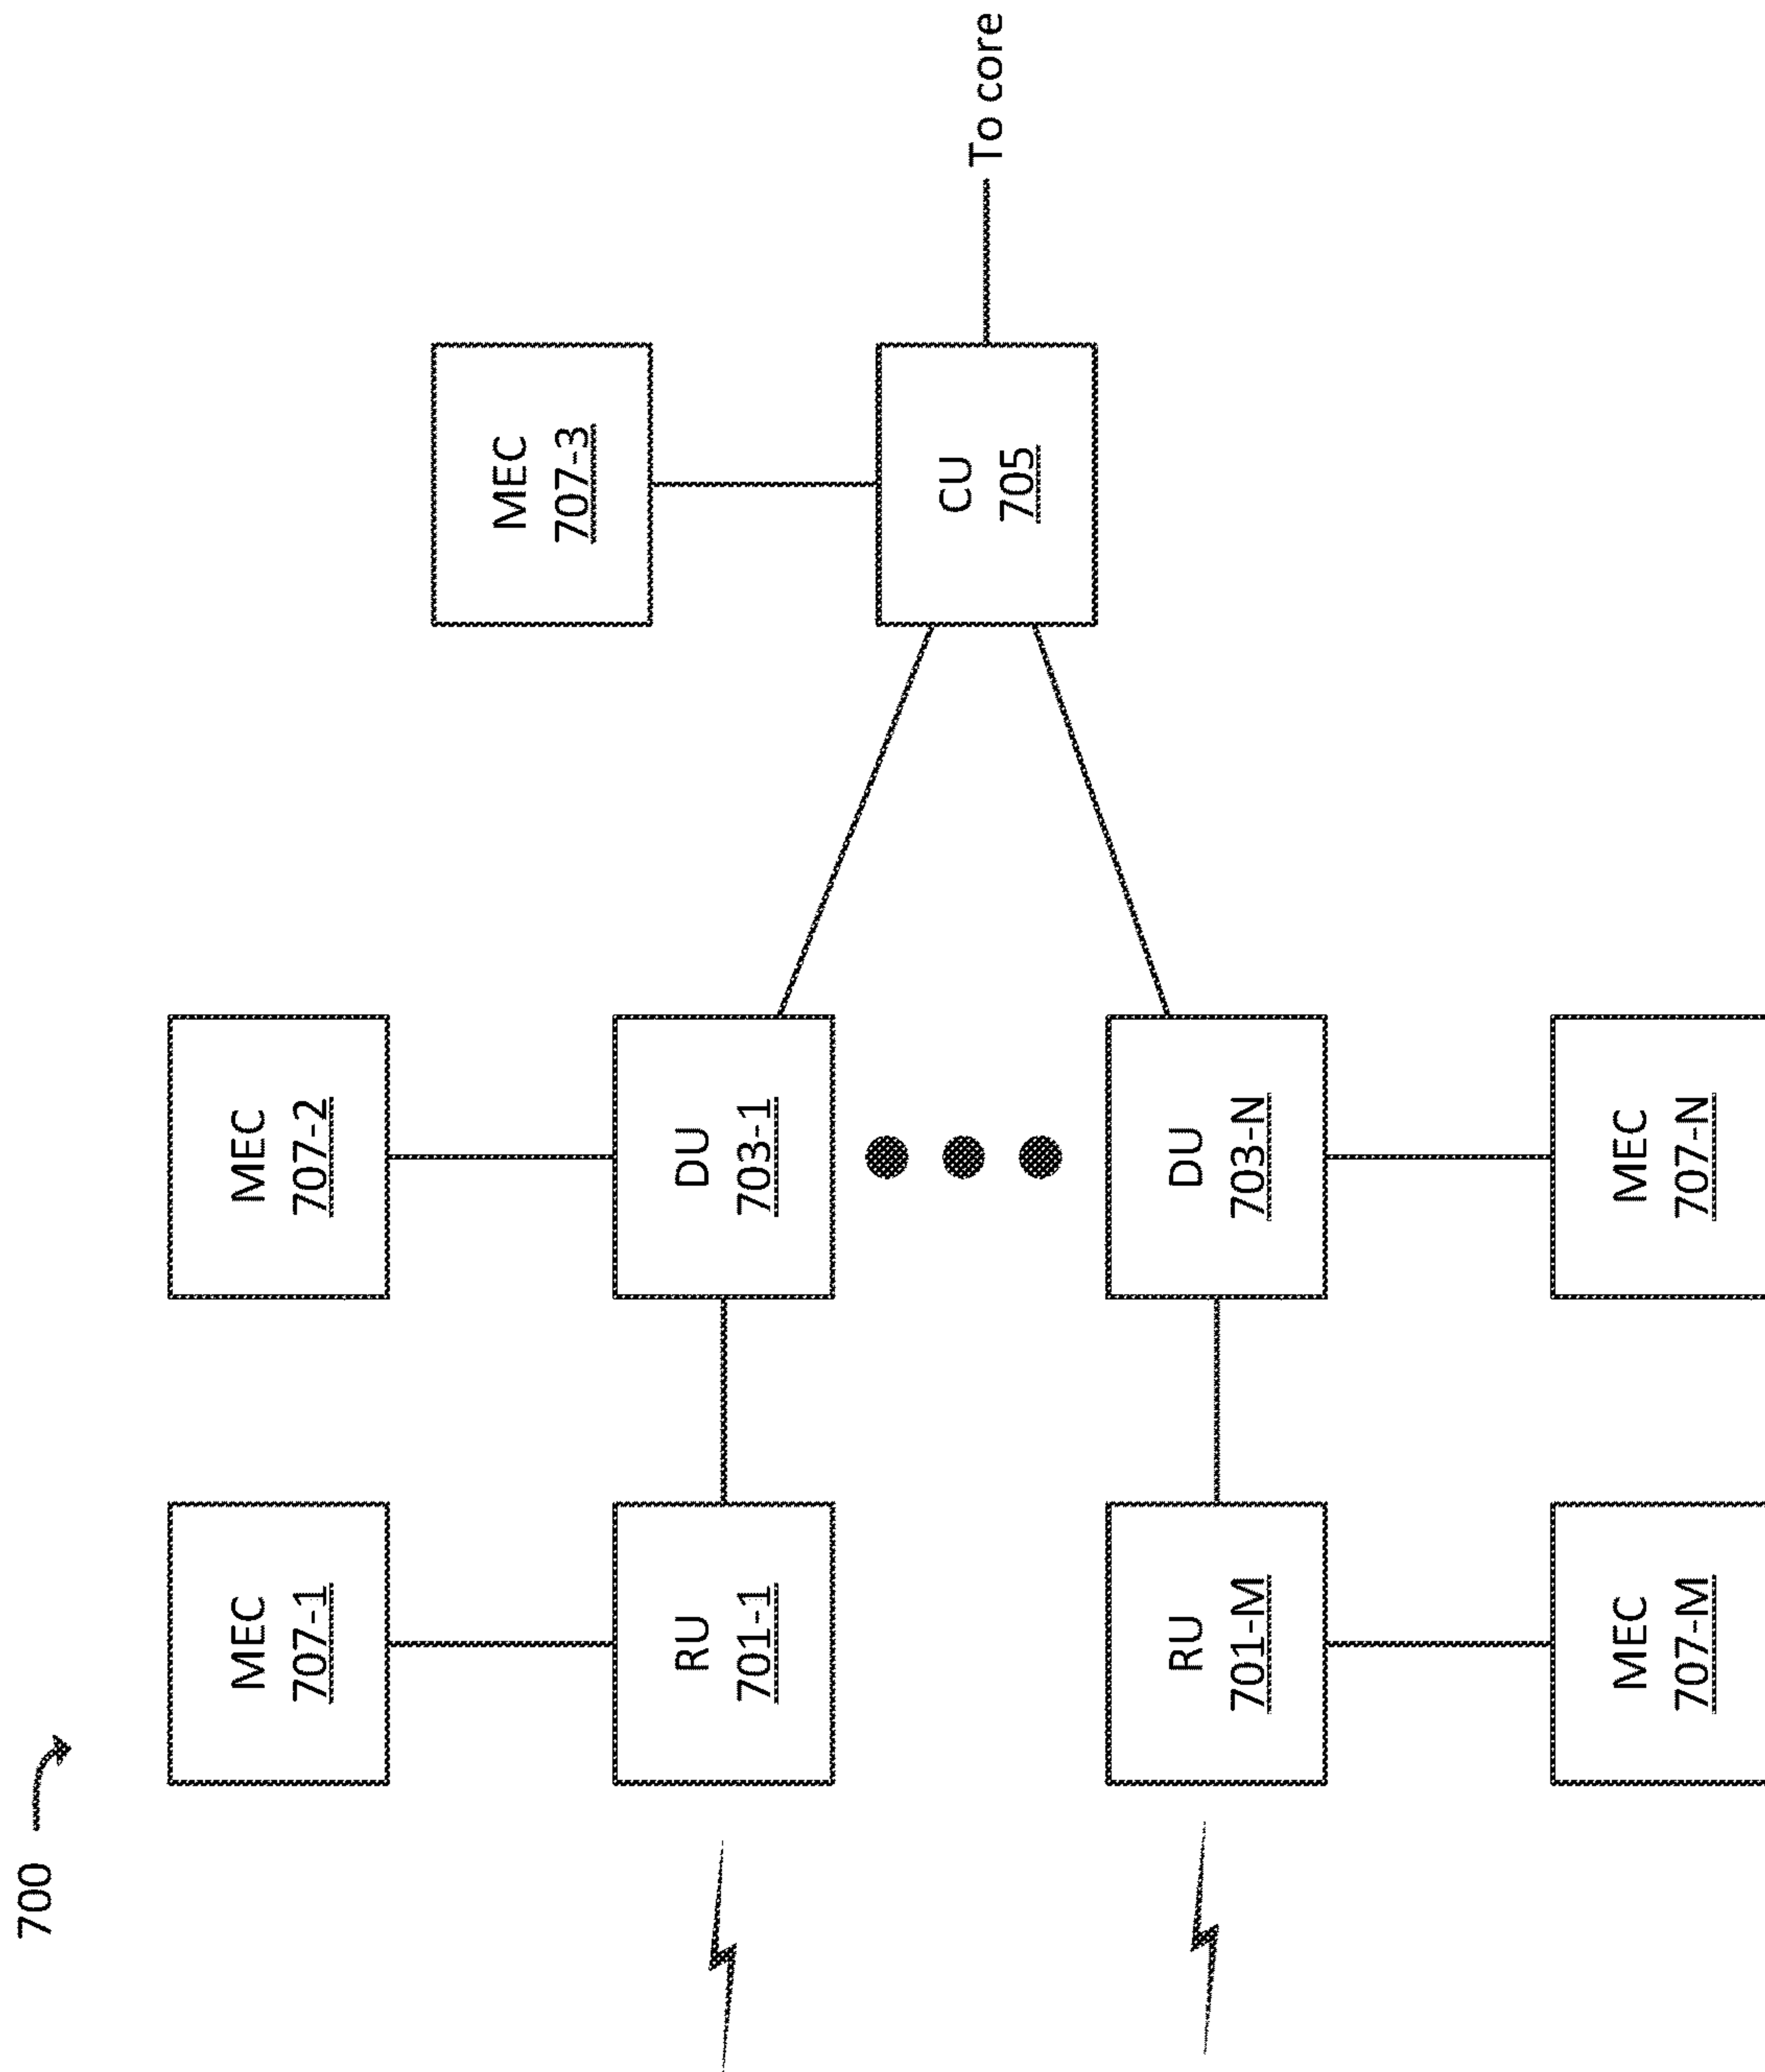 700
MEC
707-1
MEC
707-2
MEC
707-3
RU
701-1
DU
703-1
CU
705
To core
RU
701-M
DU
703-N
MEC
707-M
MEC
707-N